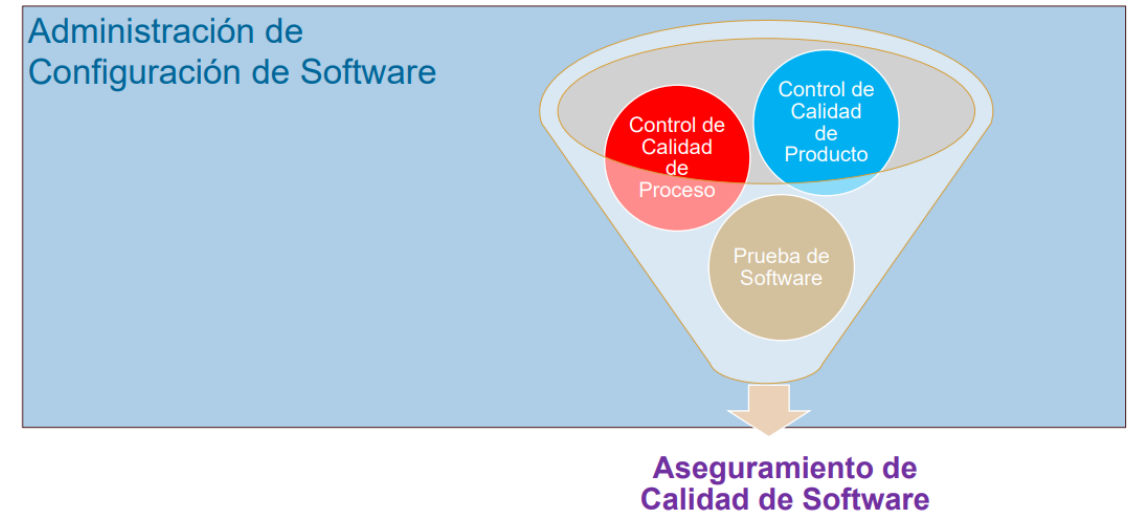 Administración de
Configuración de Software
Control de
Calidad
de
Proceso
Control de
Calidad
de
Producto
Prueba de
Software
Aseguramiento de
Calidad de Software